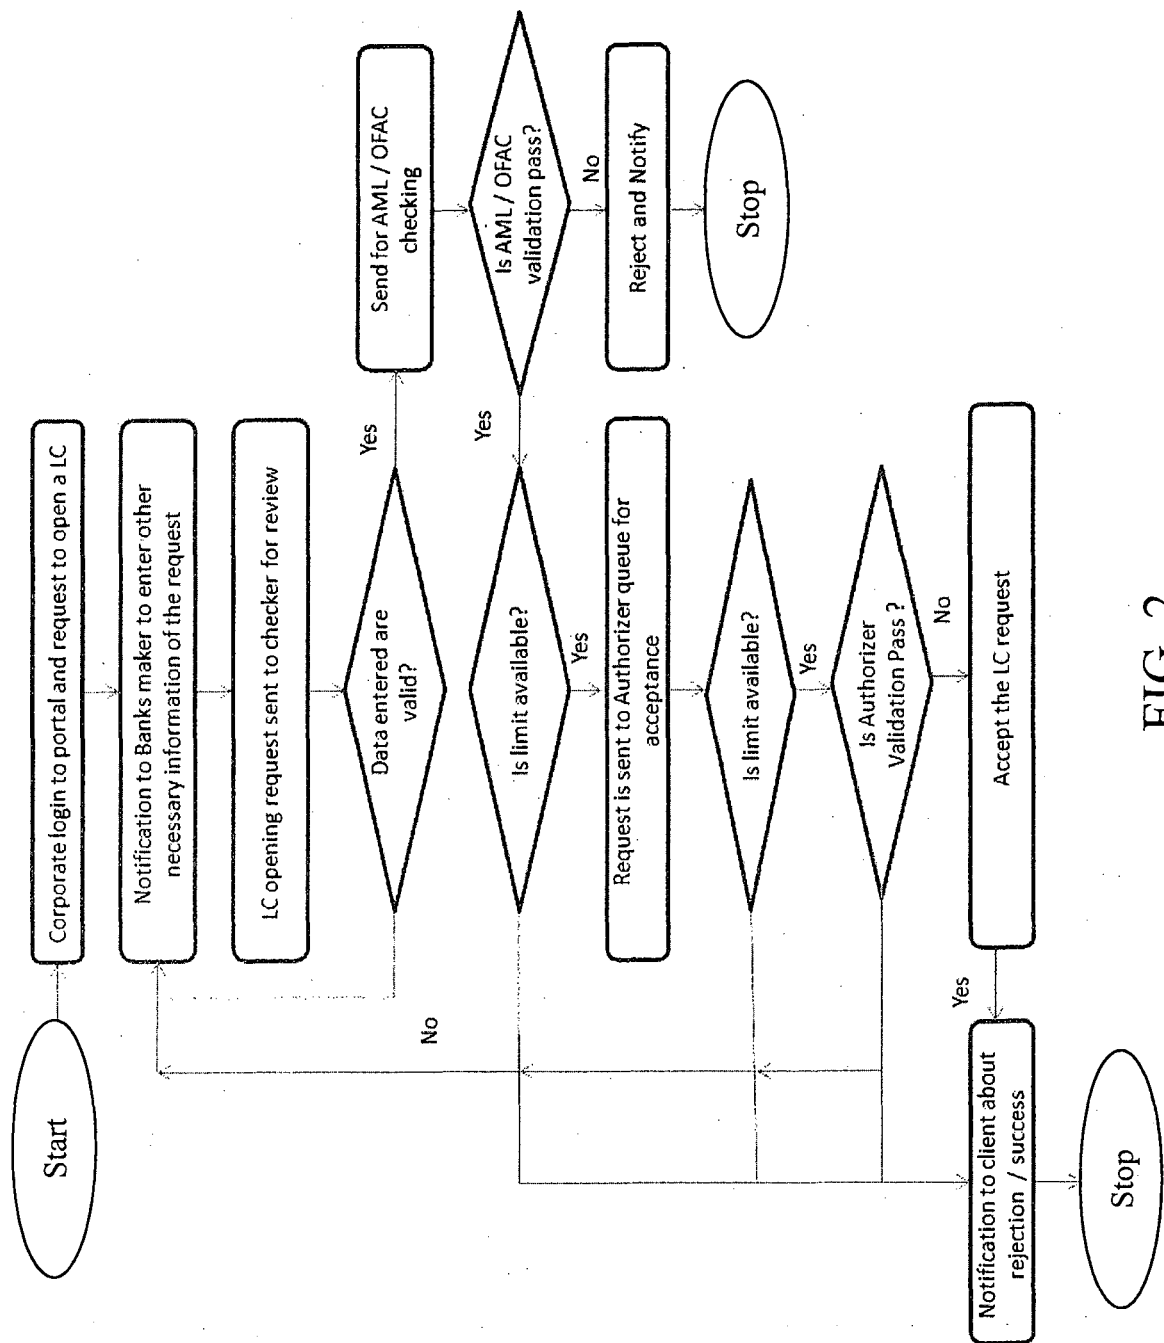 Start
Corporate login to portal and request to open a LC
Notification to Banks maker to enter other
necessary information of the request
LC opening request sent to checker for review
Data entered are
valid?
Yes
No
Send for AML / OFAC
checking
Is AML / OFAC
validation pass?
No
Reject and Notify
Stop
Yes
Is limit available?
Yes
Request is sent to Authorizer queue for
acceptance
Is limit available?
Yes
Is Authorizer
Validation Pass ?
No
Accept the LC request
Yes
Notification to client about
rejection / success
Stop
FIG. 2